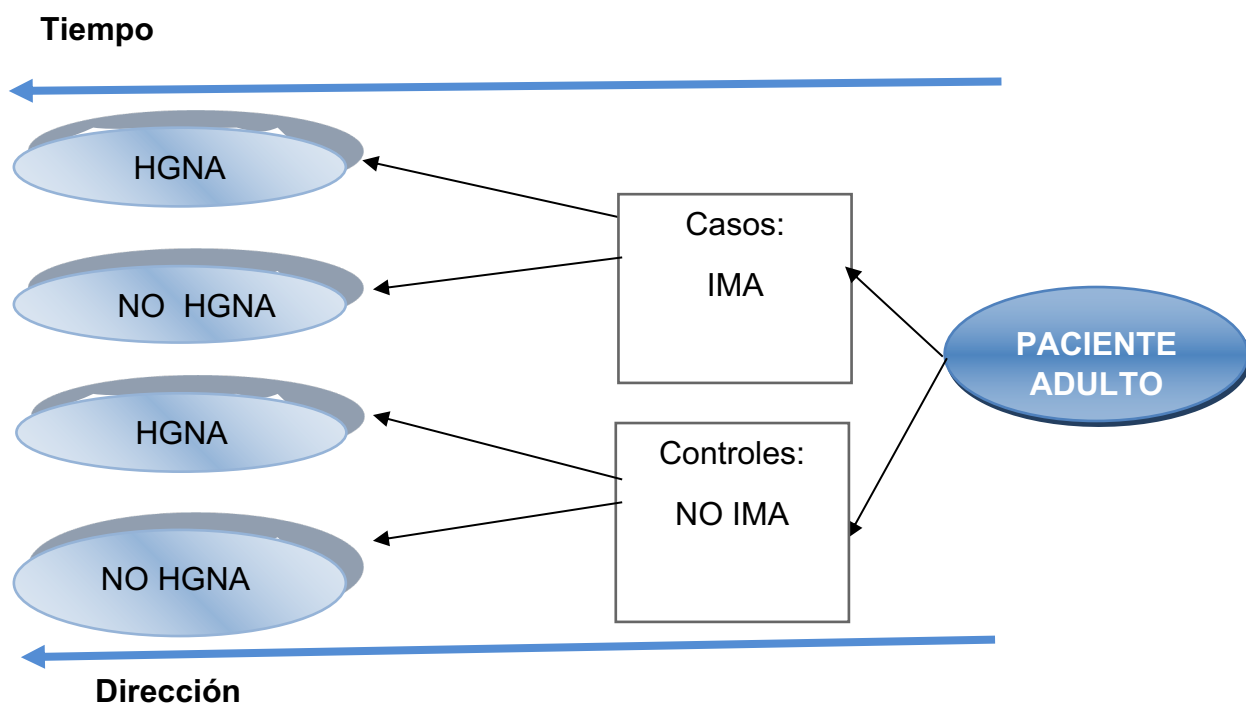 Tiempo
HGNA
NO HGNA
HGNA
NO HGNA
Casos:
IMA
Controles:
NO IMA
PACIENTE
ADULTO
Dirección